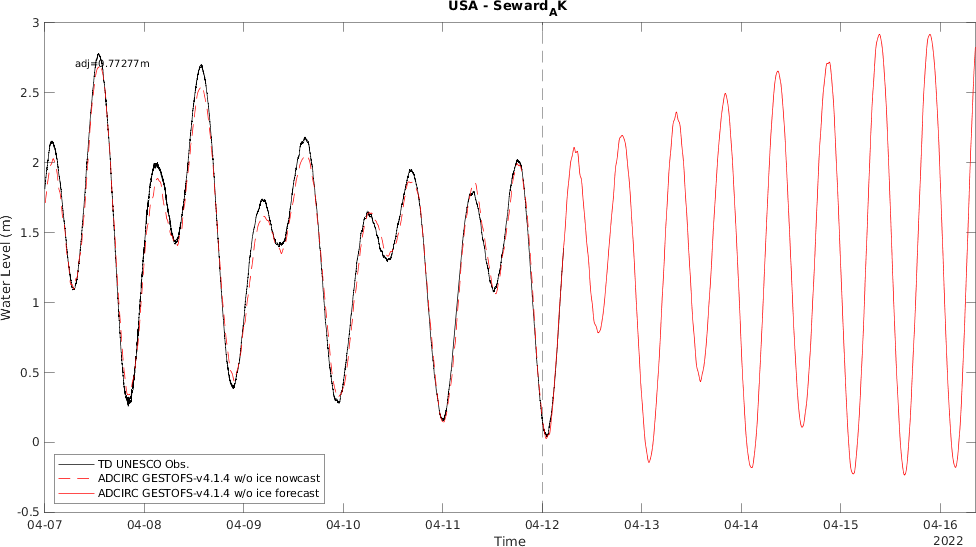 USA - Seward_AK
adj=0.77277m
3
2.5
2
1.5
1
0.5
0
-0.5
Water Level (m)
TD UNESCO Obs.
ADCIRC GESTOFS-v4.1.4 w/o ice nowcast
ADCIRC GESTOFS-v4.1.4 w/o ice forecast
04-07 04-08 04-09 04-10 04-11 04-12 04-13 04-14 04-15 04-16
Time
2022